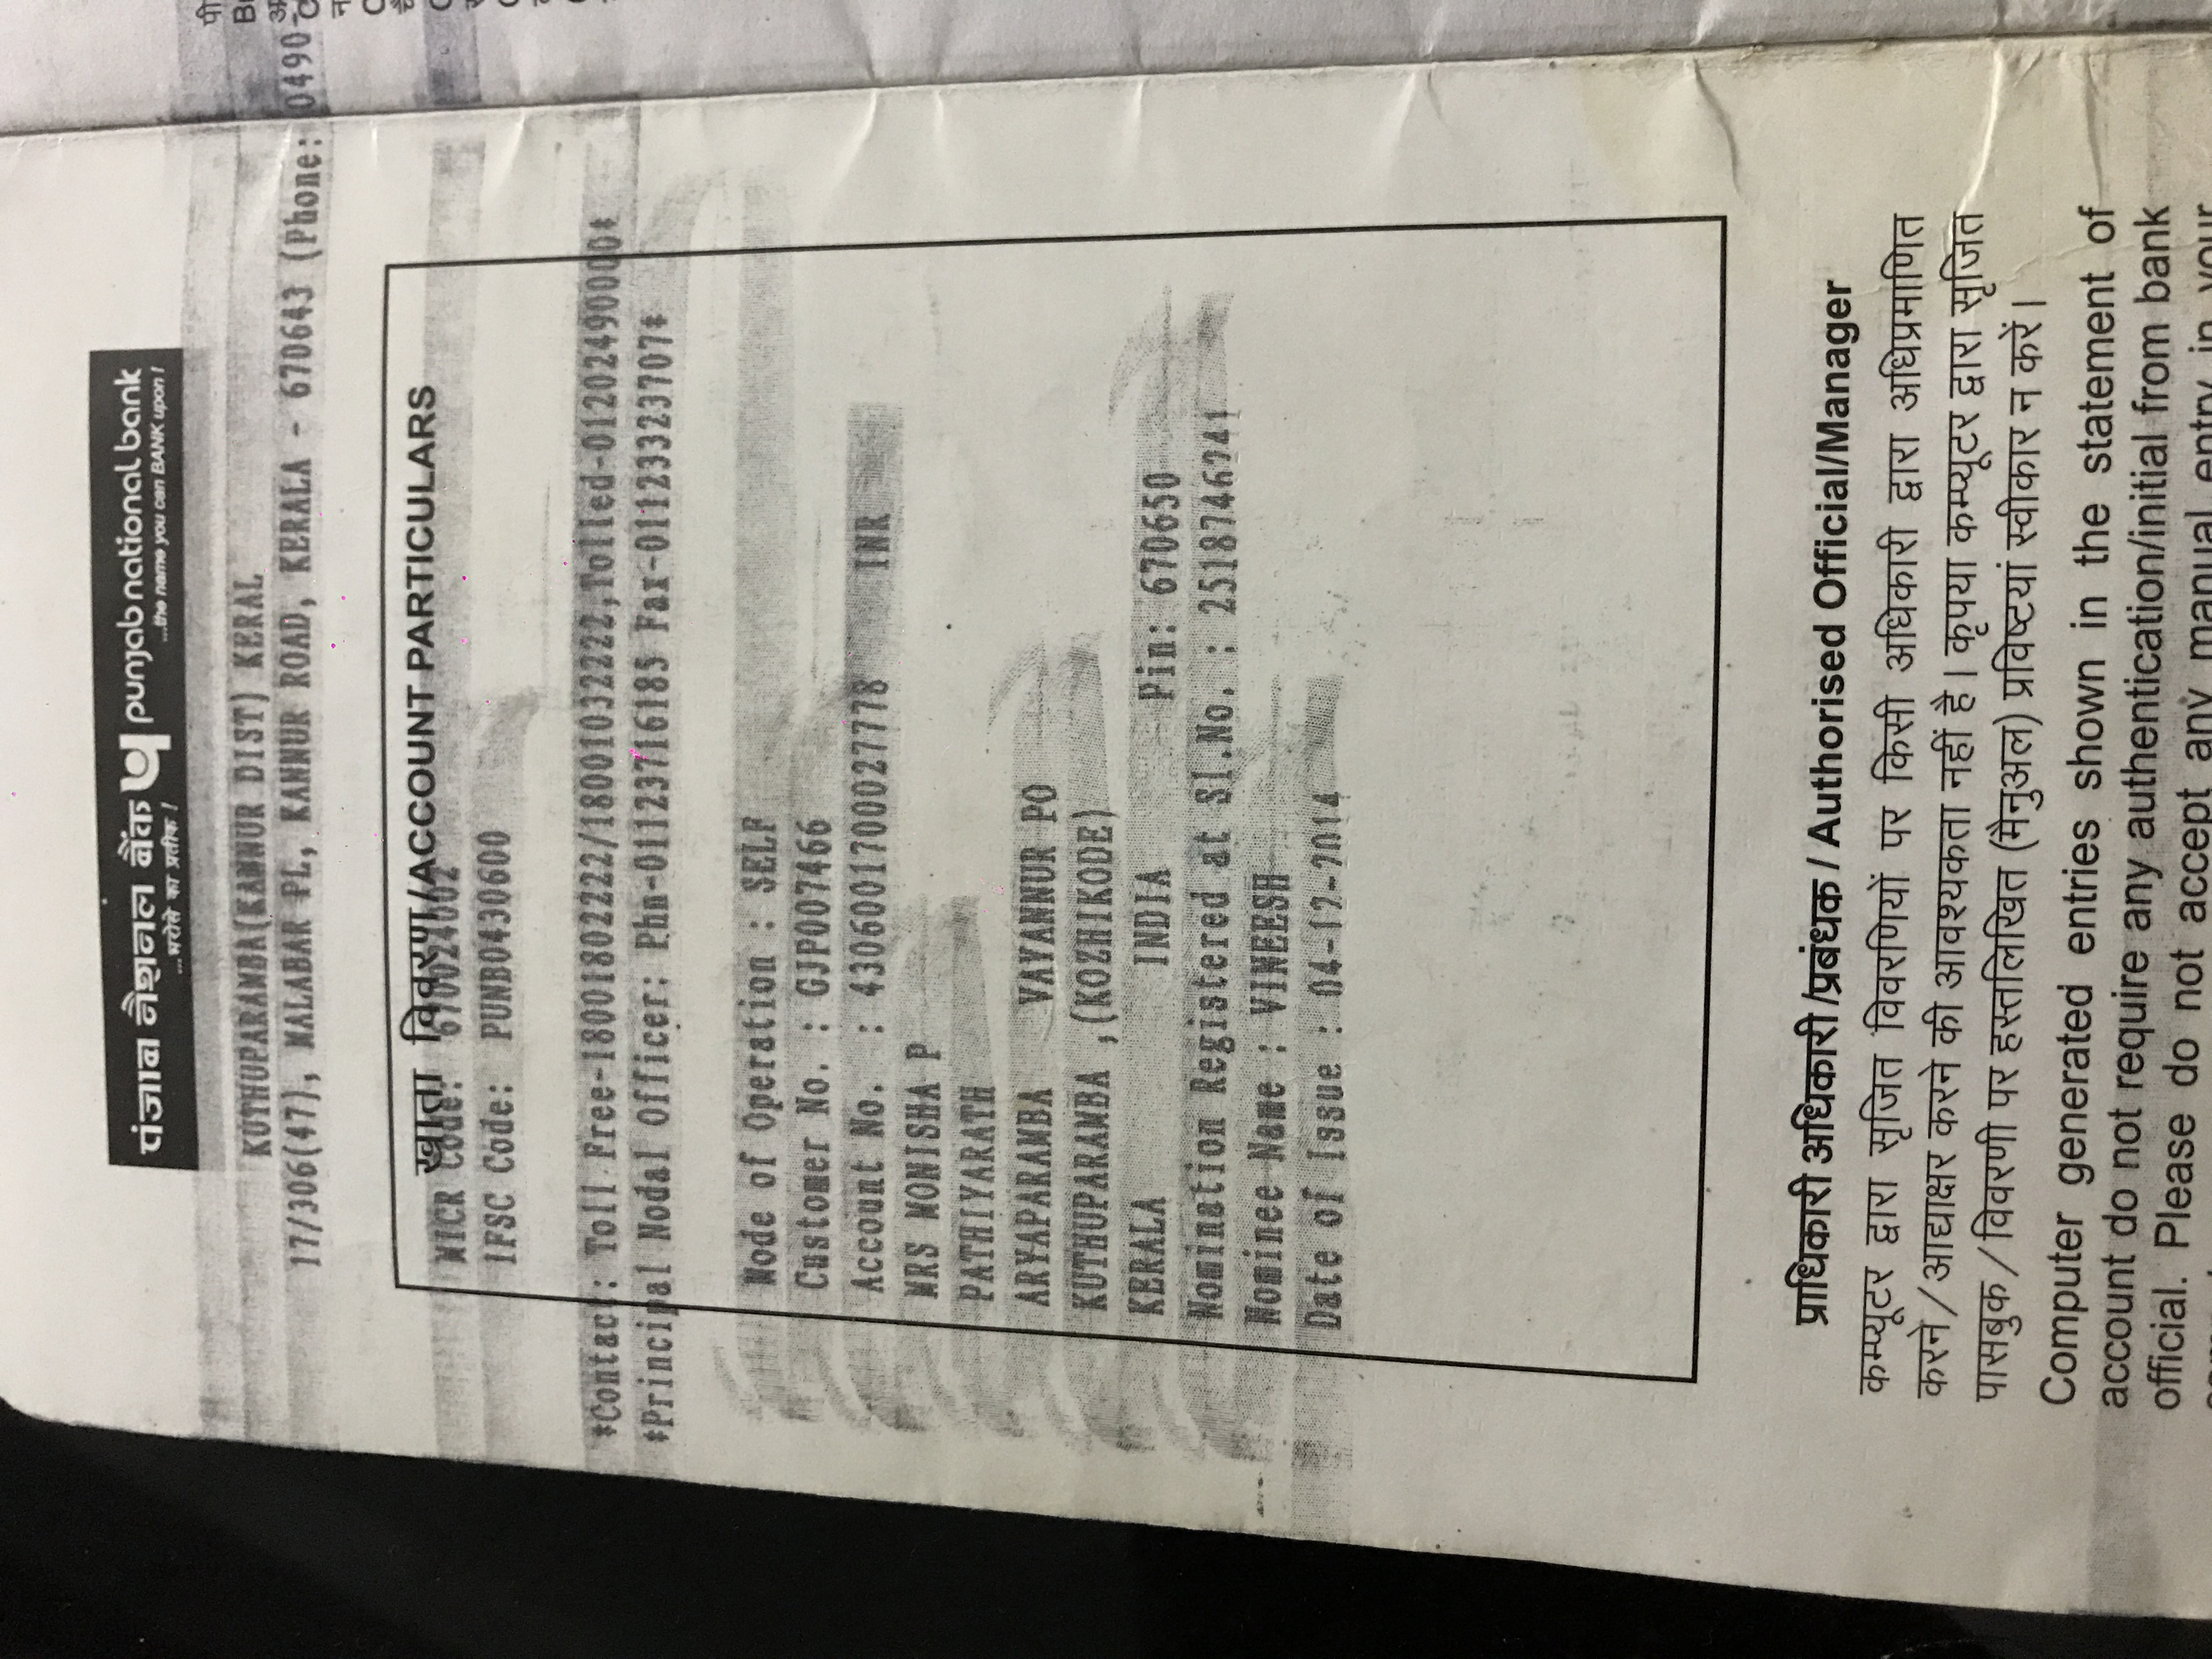 पंजाब नैशनल बैंक punjab national bank
...भरोसे का प्रतीक ! ...the name you can BANK upon !
KUTHUPARAMBA(KANNUR DIST) KERAL
17/306(47), MALABAR PL, KANNUR ROAD, KERALA - 670643 (Phone: 0490-
खाता विवरण/ACCOUNT PARTICULARS
MICR Code: 670024002
IFSC Code: PUNB0430600
*Contact: Toll Free-18001802222/18001032222,Tolled-01202490000*
*Principal Nodal Officer: Phn-01123716185 Fax-01123323707*
Mode of Operation : SELF
Customer No. : GJP007466
Account No. : 4306001700027778 INR
MRS MONISHA P
PATHIYARATH
ARYAPARAMBA VAYANNUR PO
KUTHUPARAMBA ,(KOZHIKODE)
KERALA INDIA Pin: 670650
Nomination Registered at Sl.No. :
Nominee Name : VINEESH
Date of Issue : 04-12-2014
प्राधिकारी अधिकारी/प्रबंधक / Authorised Official/Manager
कम्प्यूटर द्वारा सृजित विवरणियों पर किसी अधिकारी द्वारा अधिप्रमाणित
करने/आद्याक्षर करने की आवश्यकता नहीं है। कृपया कम्प्यूटर द्वारा सृजित
पासबुक/विवरणी पर हस्तलिखित (मैनुअल) प्रविष्टयां स्वीकार न करें।
Computer generated entries shown in the statement of
account do not require any authentication/initial from bank
official. Please do not accept any manual entry in your